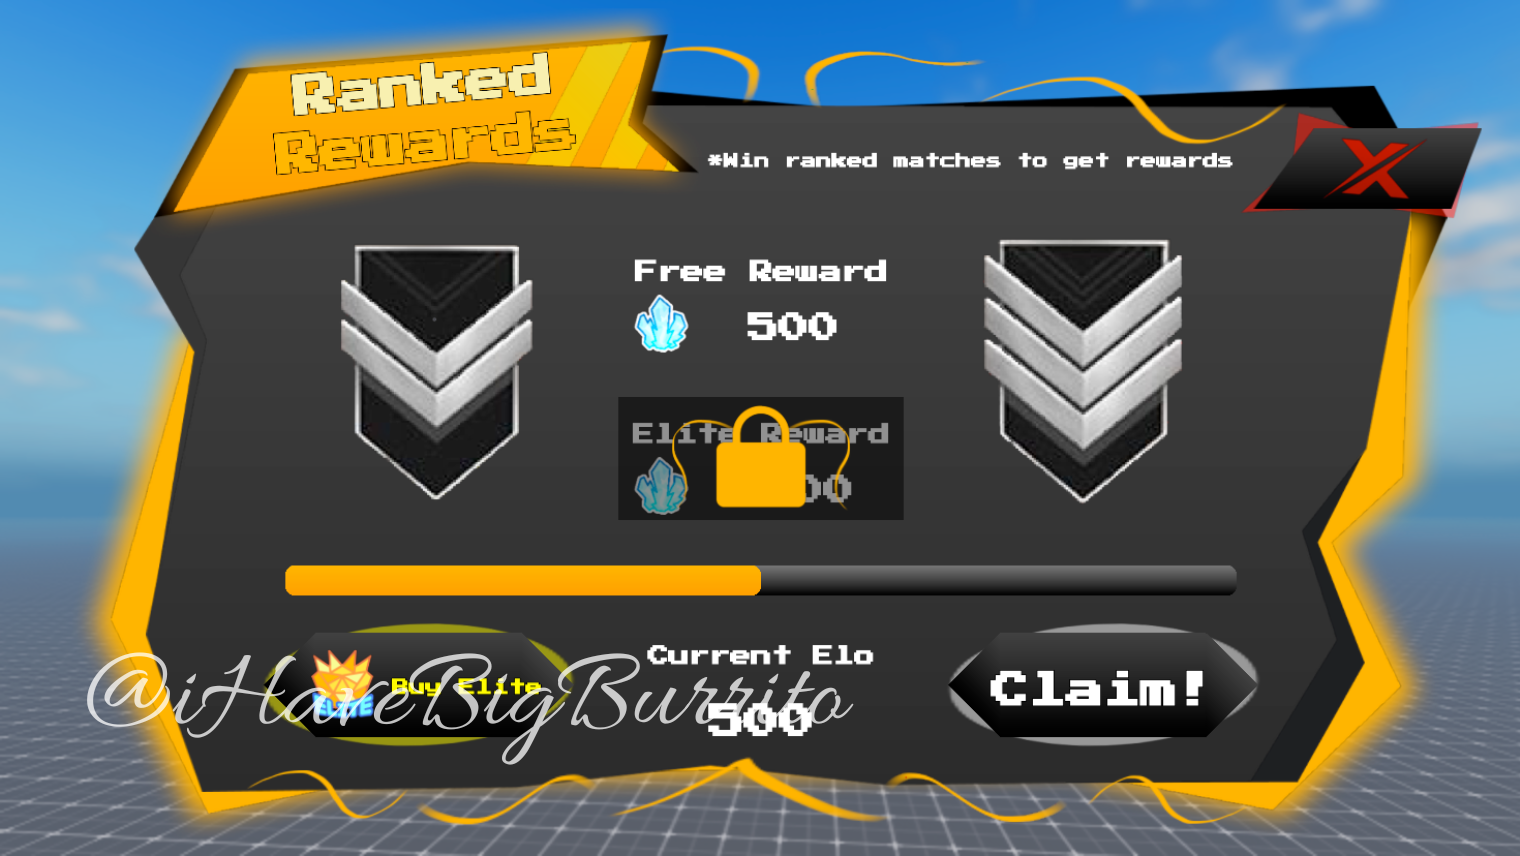 Ranked
Rewards
*Win ranked matches to get rewards
Free Reward
500
Elite Reward
Current Elo
500
Buy Elite
ELITE
Claim!
@iHaveBigBurrito